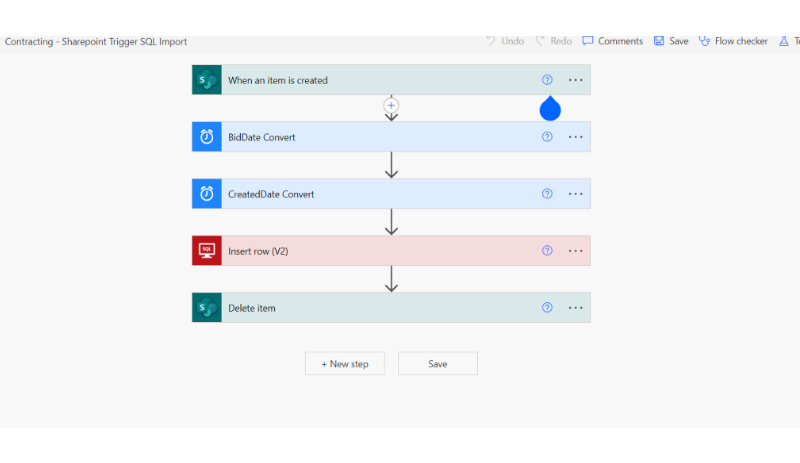 Contracting - Sharepoint Trigger SQL Import
Undo Redo Comments Save Flow checker
When an item is created
BidDate Convert
CreatedDate Convert
SQL
Insert row (V2)
S
Delete item
+ New step Save